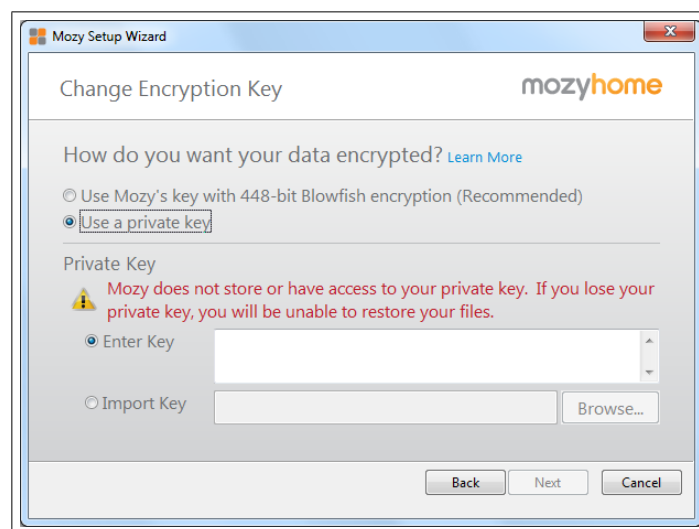 Mozy Setup Wizard
Change Encryption Key
mozyhome
How do you want your data encrypted? Learn More
Use Mozy's key with 448-bit Blowfish encryption (Recommended)
Use a private key
Private Key
Mozy does not store or have access to your private key. If you lose your
private key, you will be unable to restore your files.
Enter Key
Import Key
Browse...
Back
Next
Cancel